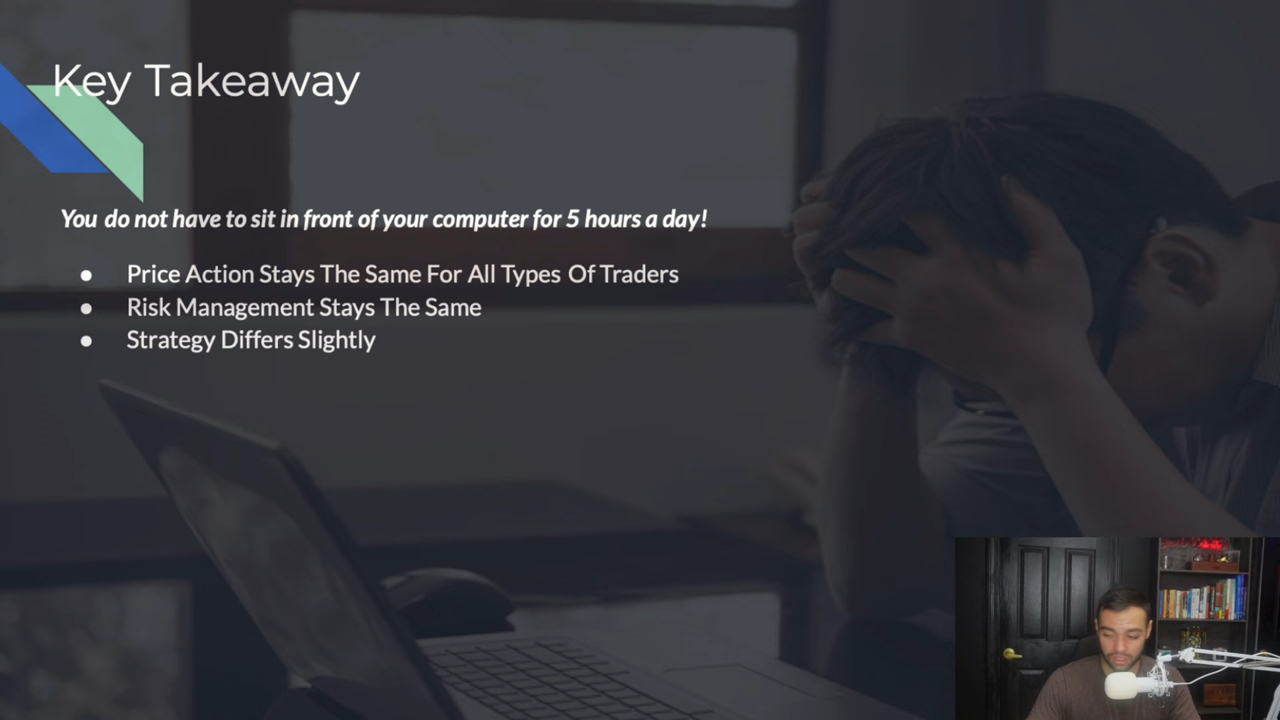 Key Takeaway
You do not have to sit in front of your computer for 5 hours a day!
● Price Action Stays The Same For All Types Of Traders
● Risk Management Stays The Same
● Strategy Differs Slightly